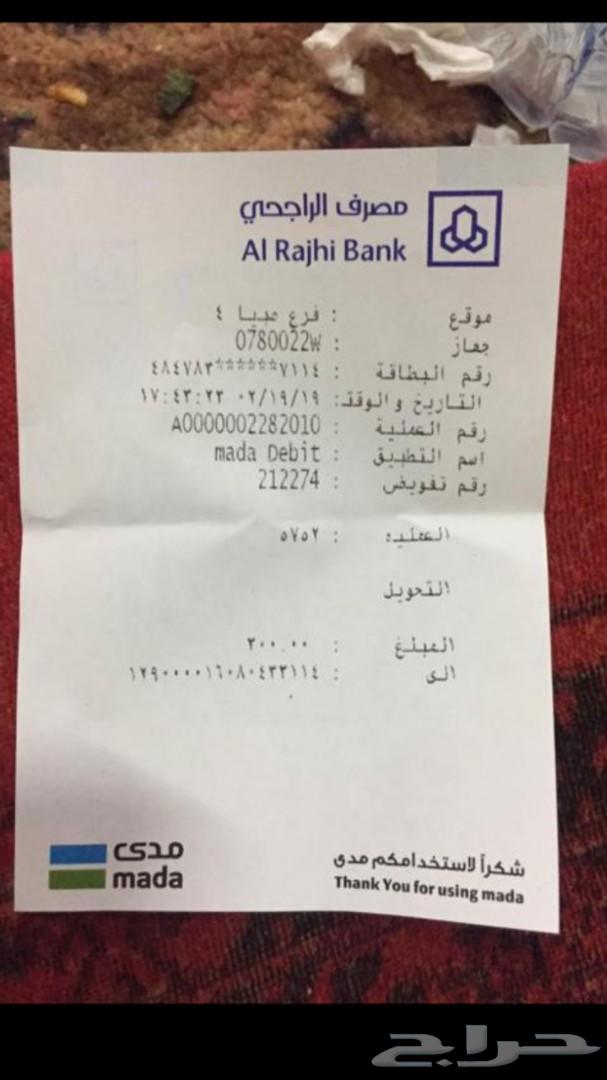 مصرف الراجحي
Al Rajhi Bank
موقع : فرع صبيا ٤
جهاز : 0780022W
رقم البطاقة : ٤٨٤٧٨٣******٧١١٤
التاريخ والوقت: ٠٢/١٩/١٩ ١٧:٤٣:٢٣
رقم العملية : A0000002282010
اسم التطبيق : mada Debit
رقم تفويض : 212274
العمليه : ٥٧٥٢
التحويل
المبلغ : ٣٠٠.٠٠
الى : ١٢٩٠٠٠٠١٦٠٨٠٤٣٣١١٤
شكراً لاستخدامكم مدى
Thank You for using mada
مدى
mada
حراج